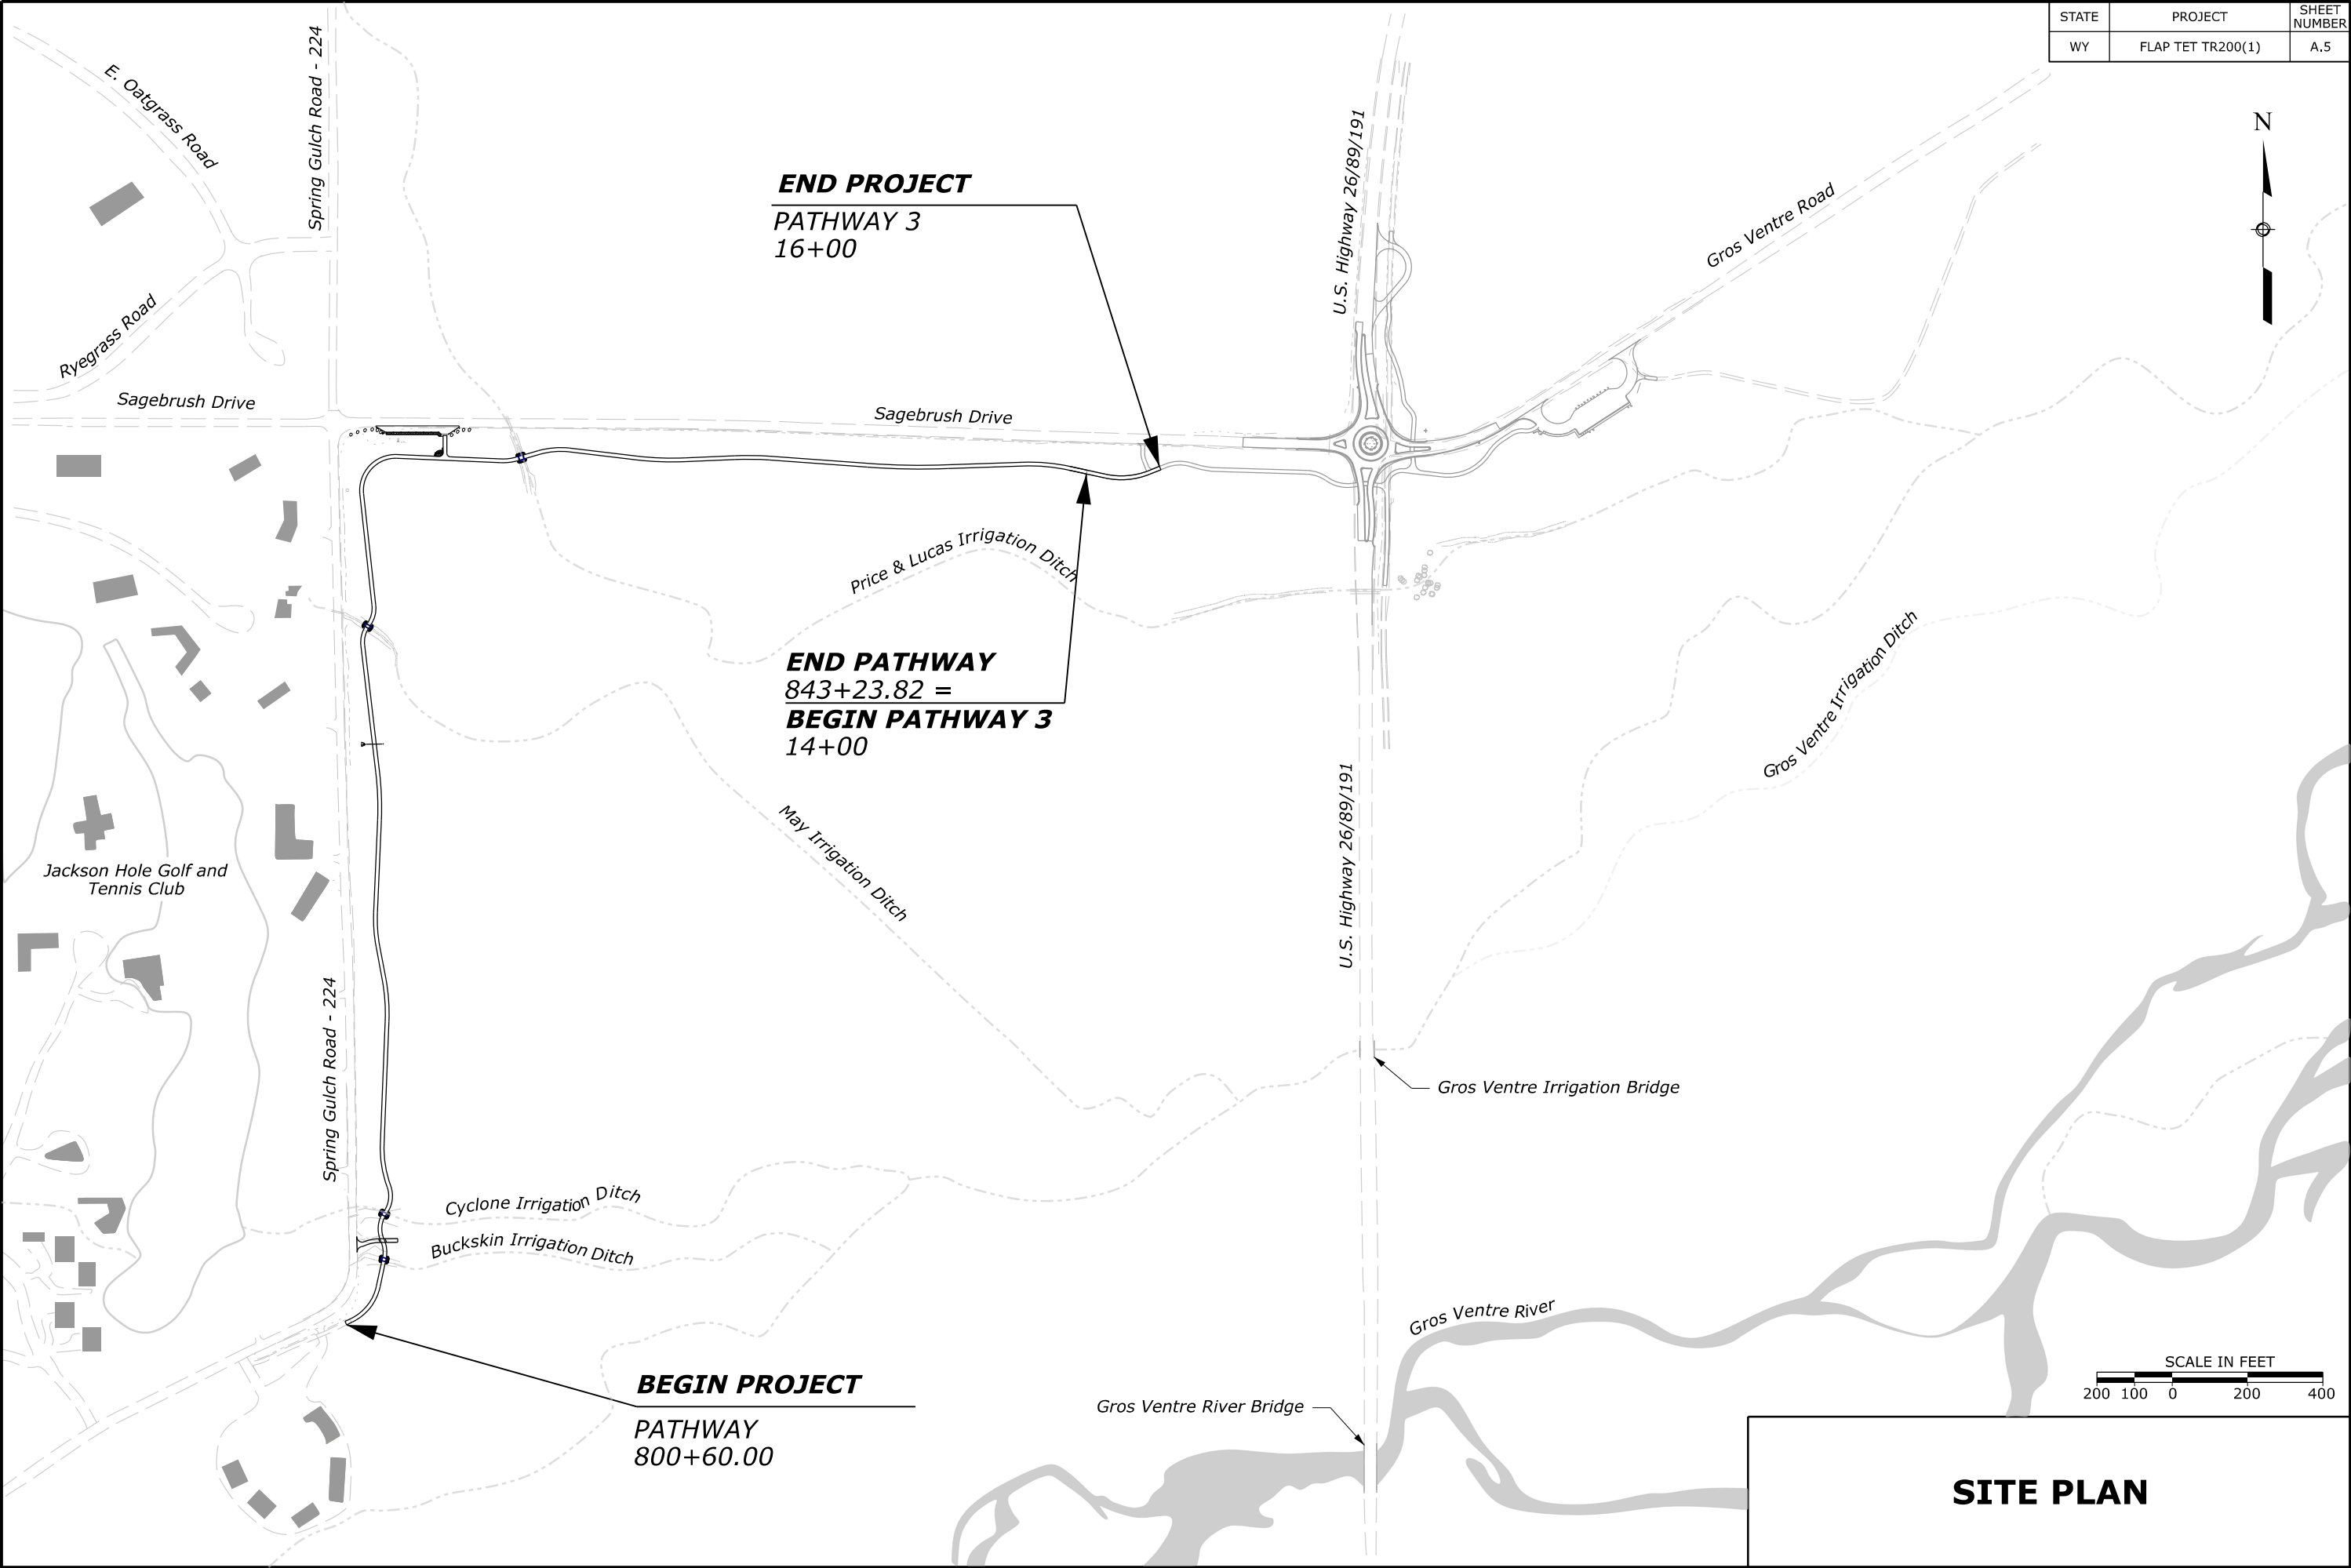 STATE PROJECT SHEET NUMBER
WY FLAP TET TR200(1) A.5
E. Oatgrass Road
Spring Gulch Road - 224
U.S. Highway 26/89/191
N
END PROJECT
PATHWAY 3
16+00
Gros Ventre Road
Ryegrass Road
Sagebrush Drive
Sagebrush Drive
Price & Lucas Irrigation Ditch
END PATHWAY
843+23.82 =
BEGIN PATHWAY 3
14+00
Gros Ventre Irrigation Ditch
May Irrigation Ditch
U.S. Highway 26/89/191
Jackson Hole Golf and
Tennis Club
Spring Gulch Road - 224
Gros Ventre Irrigation Bridge
Cyclone Irrigation Ditch
Buckskin Irrigation Ditch
Gros Ventre River
BEGIN PROJECT
PATHWAY
800+60.00
Gros Ventre River Bridge
SCALE IN FEET
200 100 0 200 400
SITE PLAN